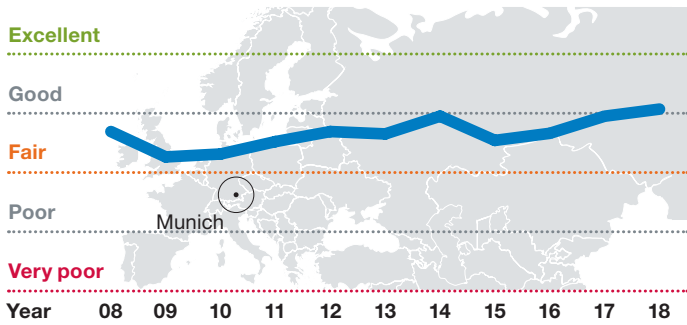 Excellent
Good
Fair
Poor
Munich
Very poor
Year 08 09 10 11 12 13 14 15 16 17 18